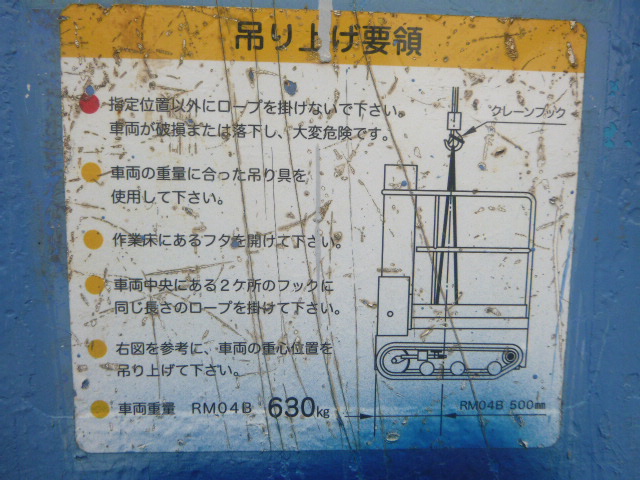 吊り上げ要領
指定位置以外にロープを掛けないで下さい。
車両が破損または落下し、大変危険です。
クレーンフック
車両の重量に合った吊り具を
使用して下さい。
作業床にあるフタを開けて下さい。
車両中央にある2ケ所のフックに
同じ長さのロープを掛けて下さい。
右図を参考に、車両の重心位置を
吊り上げて下さい。
車両重量 RM04B 630kg
RM04B 500mm